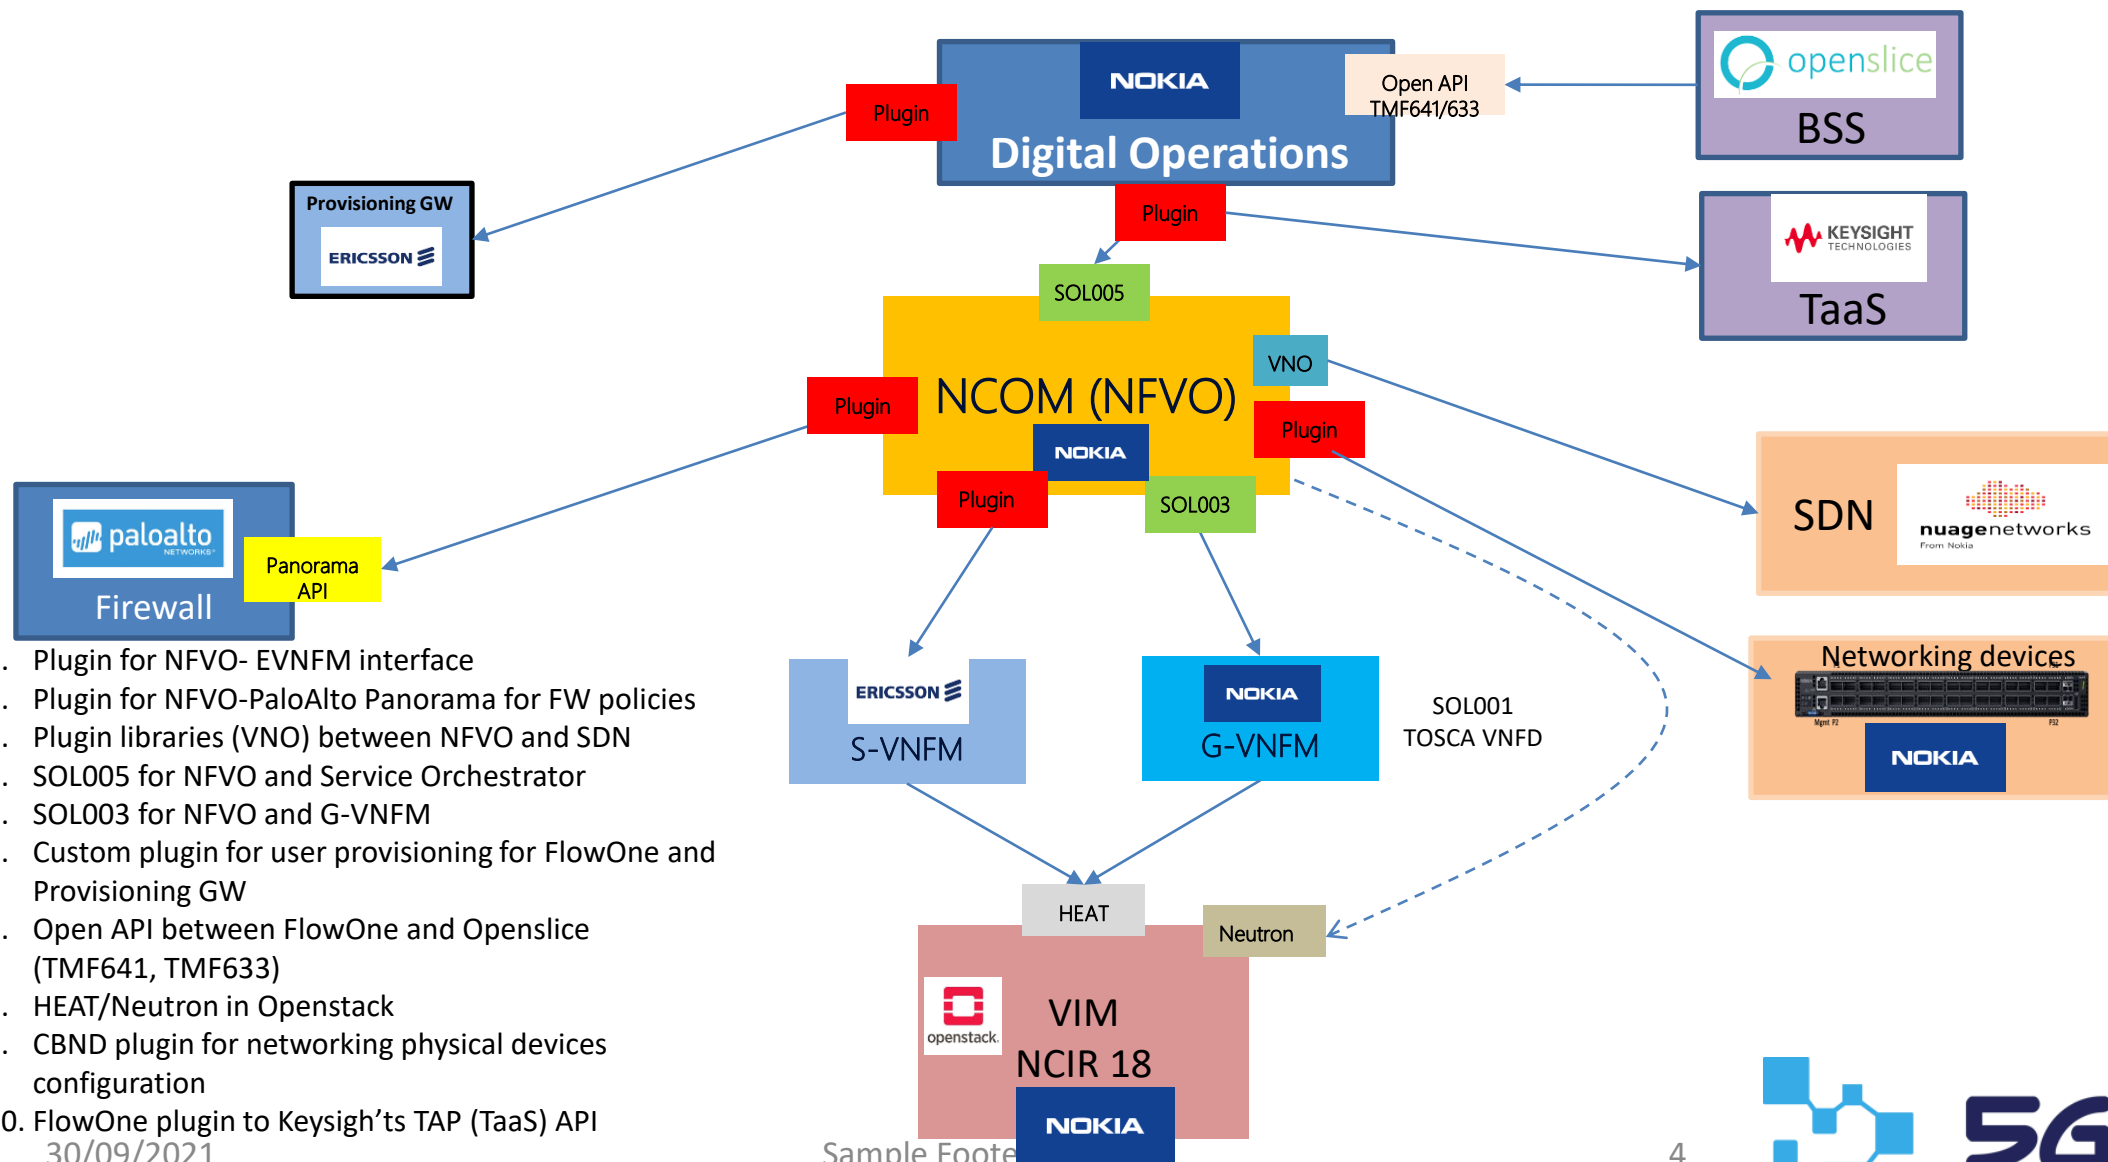 NOKIA
Digital Operations
Plugin
Open API
TMF641/633
openslice
BSS
Provisioning GW
ERICSSON
Plugin
KEYSIGHT
TECHNOLOGIES
TaaS
SOL005
VNO
NCOM (NFVO)
Plugin
Plugin
NOKIA
Plugin
SOL003
SDN
nuagenetworks
From Nokia
paloalto
NETWORKS
Panorama
API
Firewall
Networking devices
Mgmt P2
P32
NOKIA
ERICSSON
S-VNFM
NOKIA
G-VNFM
SOL001
TOSCA VNFD
. Plugin for NFVO- EVNFM interface
. Plugin for NFVO-PaloAlto Panorama for FW policies
. Plugin libraries (VNO) between NFVO and SDN
. SOL005 for NFVO and Service Orchestrator
. SOL003 for NFVO and G-VNFM
. Custom plugin for user provisioning for FlowOne and
Provisioning GW
. Open API between FlowOne and Openslice
(TMF641, TMF633)
. HEAT/Neutron in Openstack
. CBND plugin for networking physical devices
configuration
0. FlowOne plugin to Keysigh'ts TAP (TaaS) API
HEAT
Neutron
openstack.
VIM
NCIR 18
NOKIA
30/09/2021
Sample Foote
4
5G